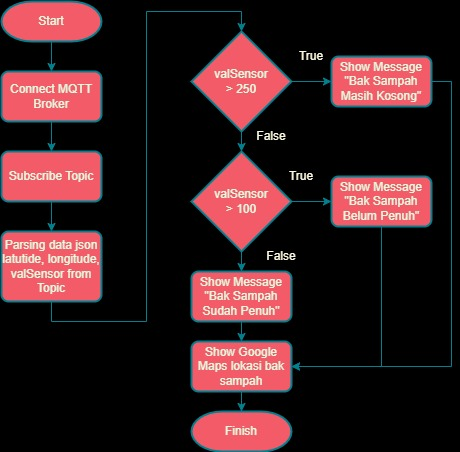 Start
Connect MQTT
Broker
Subscribe Topic
Parsing data json
latutide, longitude,
valSensor from
Topic
valSensor
> 250
True
Show Message
"Bak Sampah
Masih Kosong"
False
valSensor
> 100
True
Show Message
"Bak Sampah
Belum Penuh"
False
Show Message
"Bak Sampah
Sudah Penuh"
Show Google
Maps lokasi bak
sampah
Finish